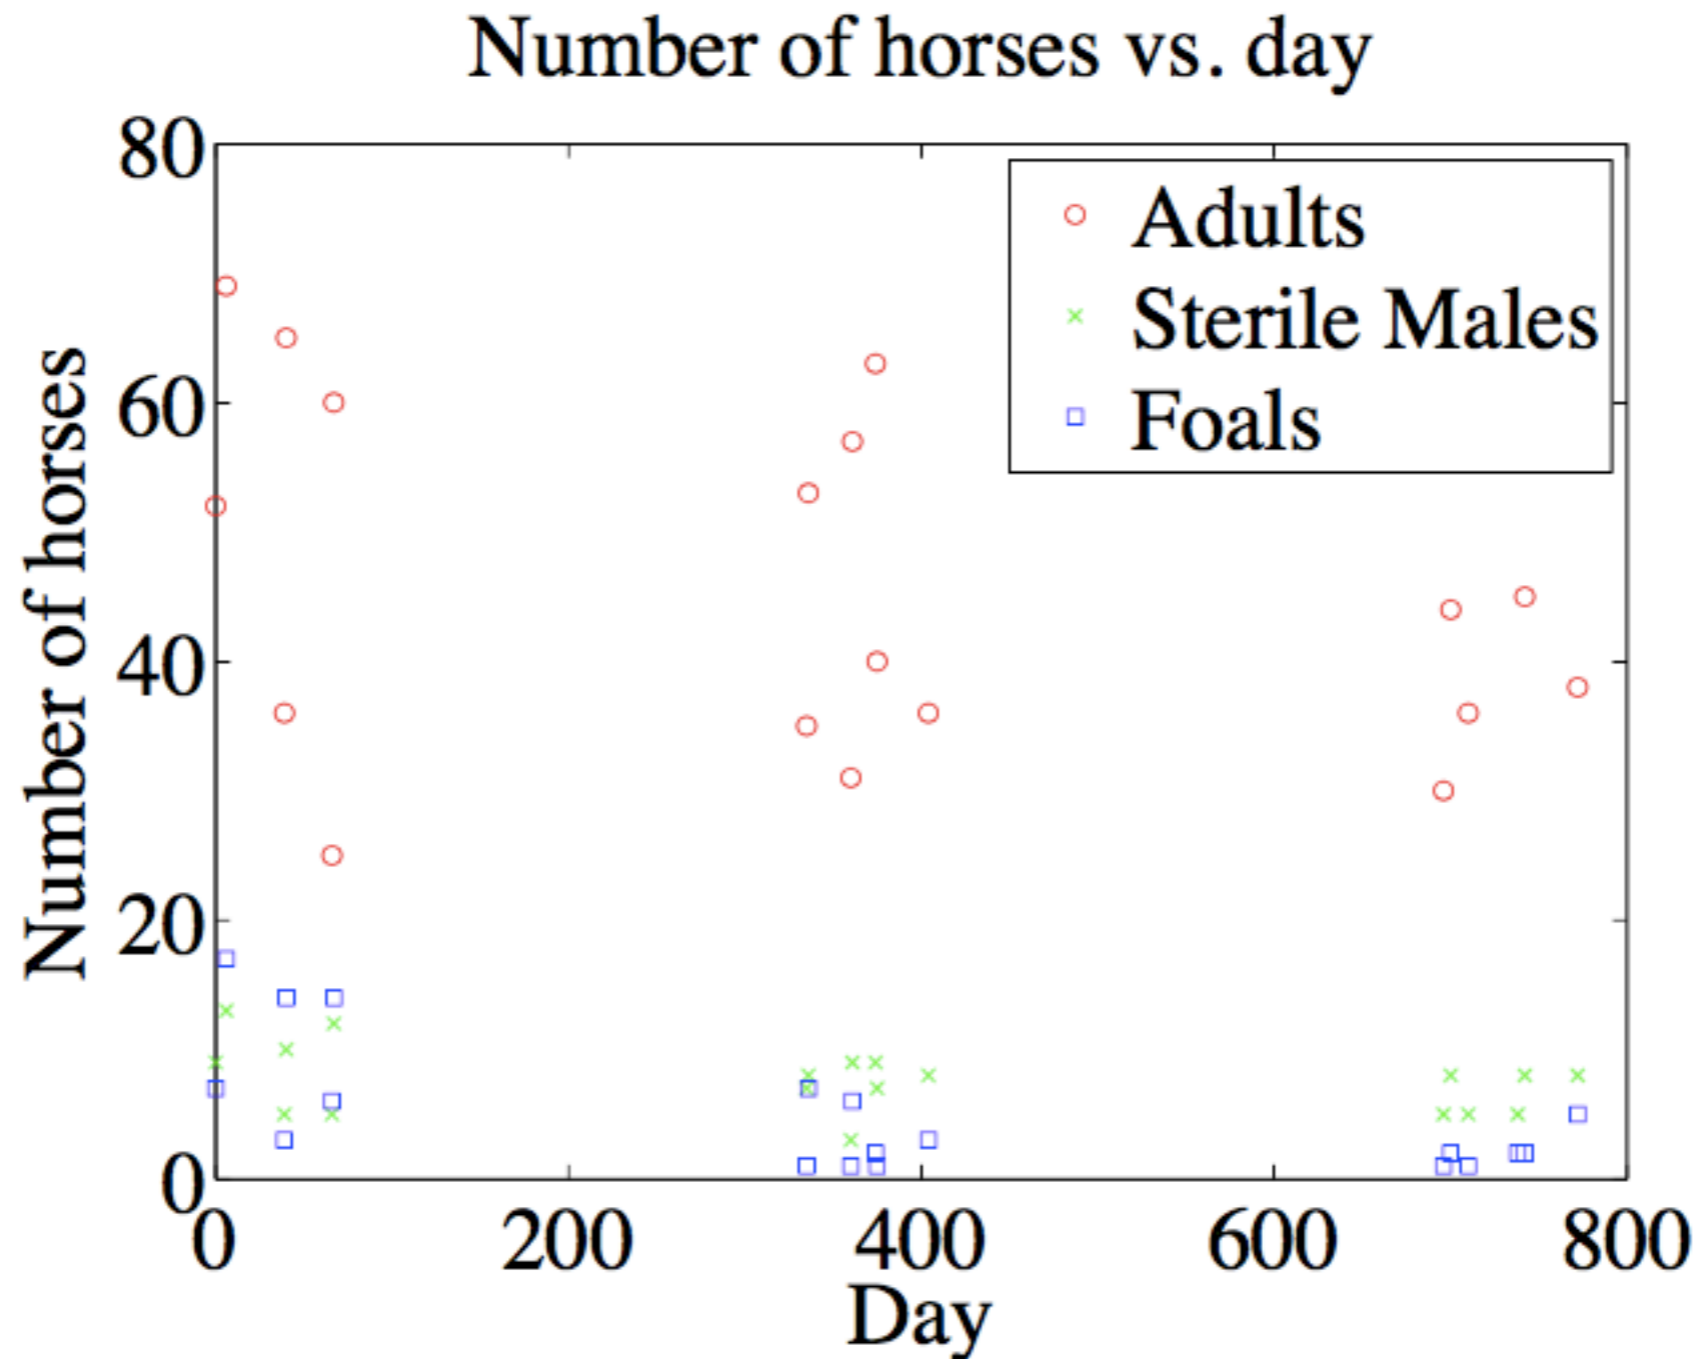 Number of horses vs. day
80
60
40
20
0
Number of horses
Adults
Sterile Males
Foals
0 200 400 600 800
Day